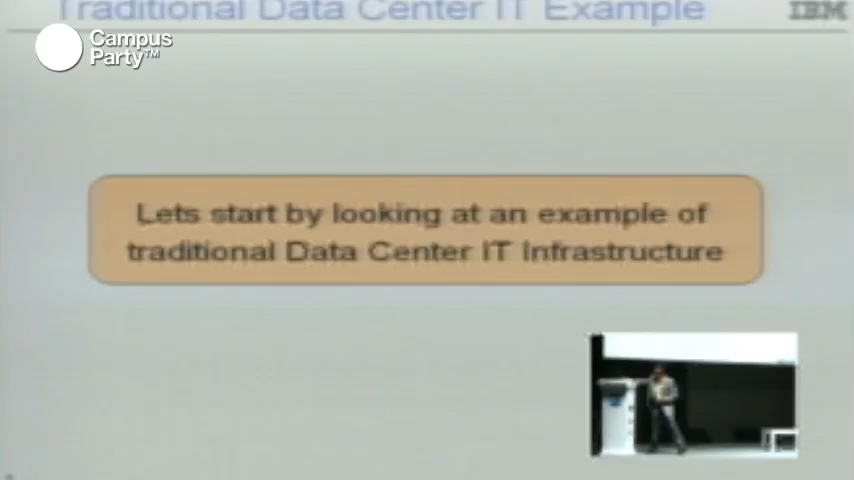 Traditional Data Center IT Example
IBM
Campus
Party™
Lets start by looking at an example of
traditional Data Center IT Infrastructure